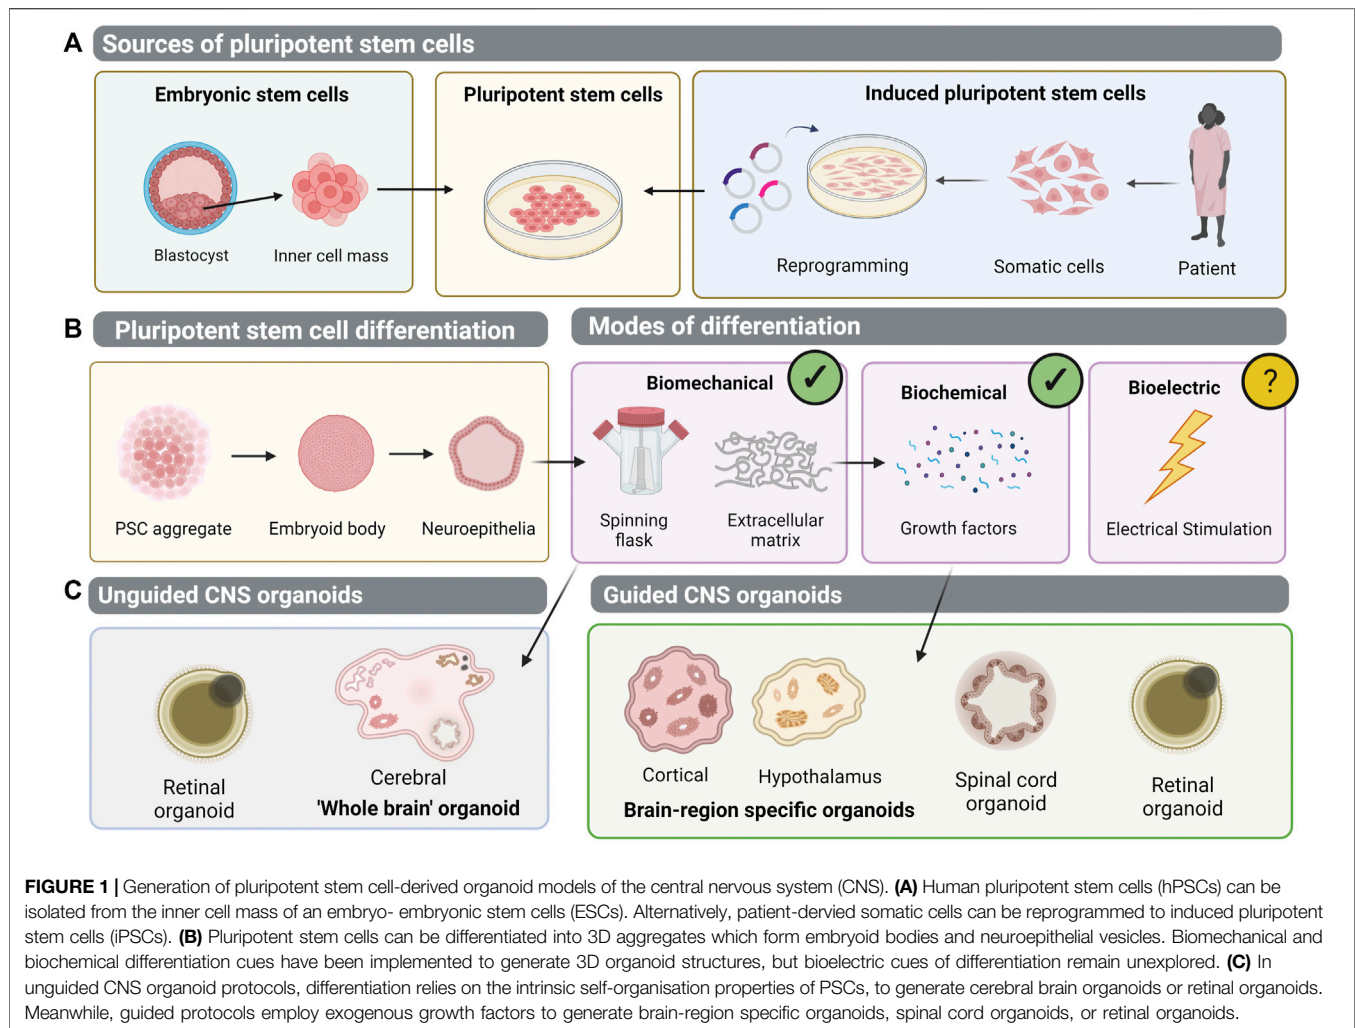 A Sources of pluripotent stem cells
Embryonic stem cells
Blastocyst
Inner cell mass
Pluripotent stem cells
Induced pluripotent stem cells
Reprogramming
Somatic cells
Patient
B Pluripotent stem cell differentiation
PSC aggregate
Embryoid body
Neuroepithelia
Modes of differentiation
Biomechanical
✓
Spinning
flask
Extracellular
matrix
Biochemical
✓
Growth factors
Bioelectric
?
Electrical Stimulation
C Unguided CNS organoids
Retinal
organoid
Cerebral
'Whole brain' organoid
Guided CNS organoids
Cortical
Hypothalamus
Brain-region specific organoids
Spinal cord
organoid
Retinal
organoid
FIGURE 1 | Generation of pluripotent stem cell-derived organoid models of the central nervous system (CNS). (A) Human pluripotent stem cells (hPSCs) can be
isolated from the inner cell mass of an embryo- embryonic stem cells (ESCs). Alternatively, patient-dervied somatic cells can be reprogrammed to induced pluripotent
stem cells (iPSCs). (B) Pluripotent stem cells can be differentiated into 3D aggregates which form embryoid bodies and neuroepithelial vesicles. Biomechanical and
biochemical differentiation cues have been implemented to generate 3D organoid structures, but bioelectric cues of differentiation remain unexplored. (C) In
unguided CNS organoid protocols, differentiation relies on the intrinsic self-organisation properties of PSCs, to generate cerebral brain organoids or retinal organoids.
Meanwhile, guided protocols employ exogenous growth factors to generate brain-region specific organoids, spinal cord organoids, or retinal organoids.